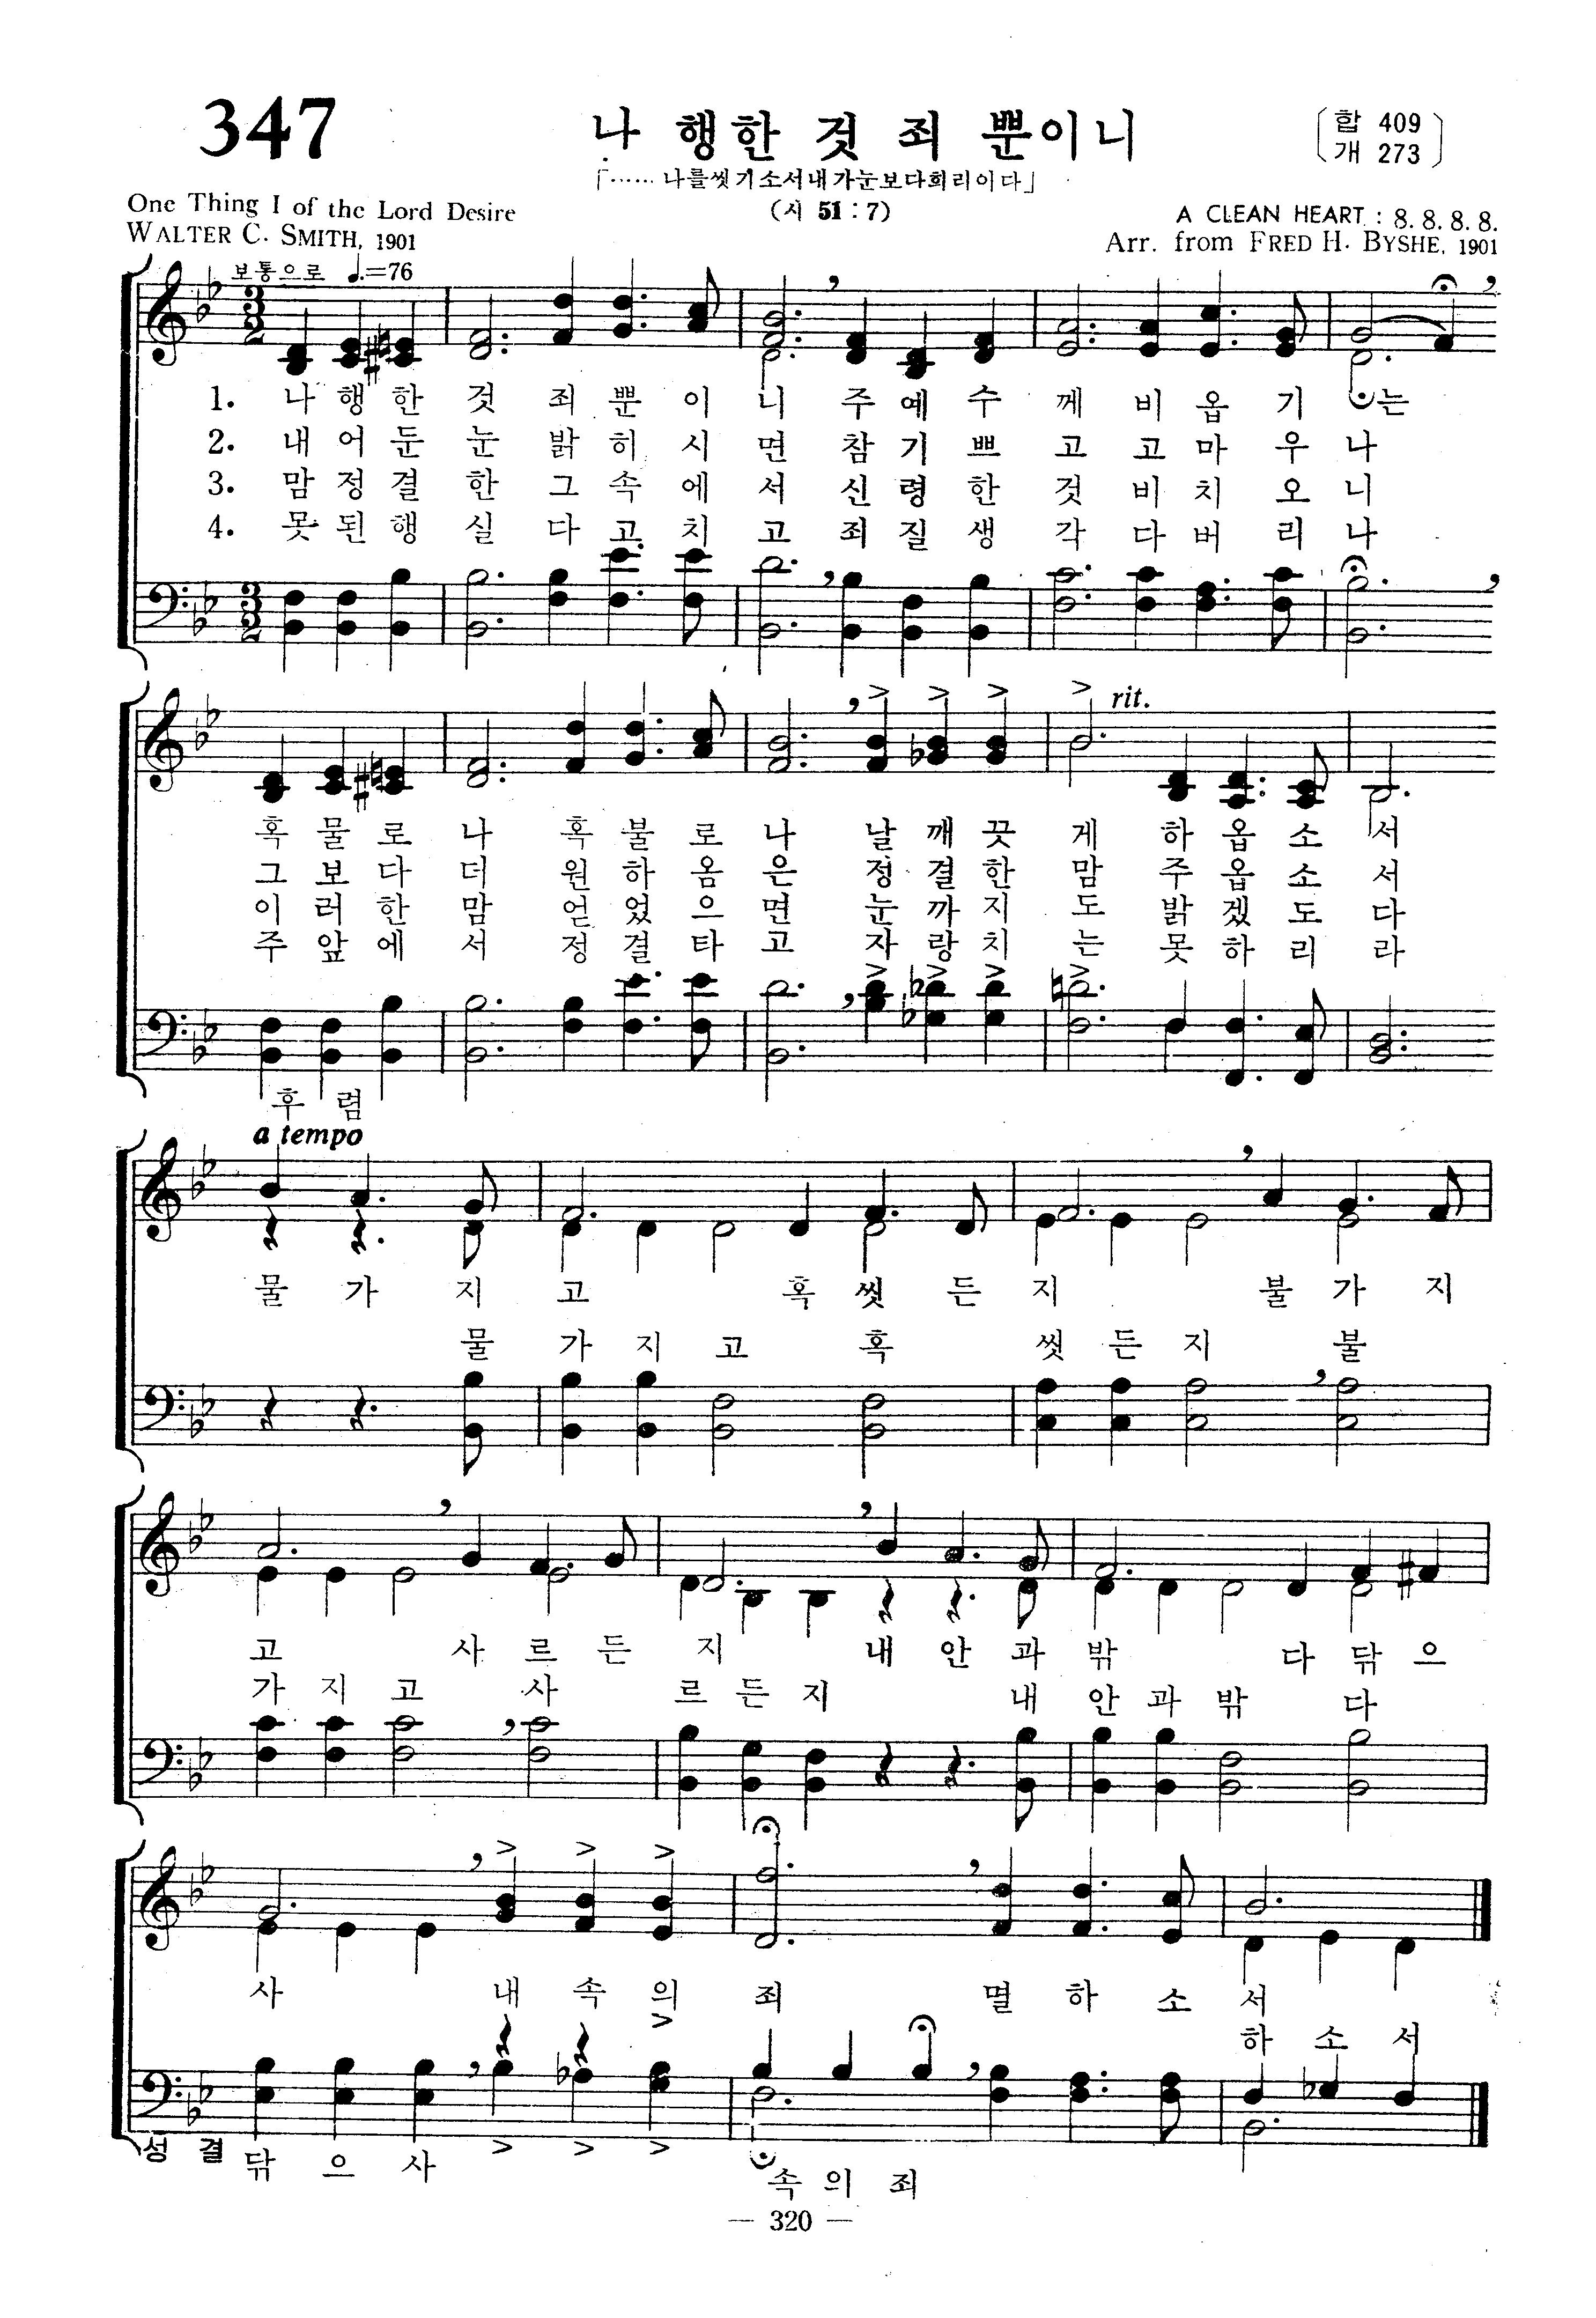 347
나 행한 것 죄 뿐이니
합 409
개 273
「…… 나를씻기소서내가눈보다희리이다」
(시 51 : 7)
One Thing I of the Lord Desire
WALTER C. SMITH, 1901
A CLEAN HEART : 8. 8. 8. 8.
Arr. from FRED H. BYSHE, 1901
보통으로 ♩.=76
1. 나 행 한 것 죄 뿐 이 니 주 예 수 께 비 옵 기 는
2. 내 어 둔 눈 밝 히 시 면 참 기 쁘 고 고 마 우 나
3. 맘 정 결 한 그 속 에 서 신 령 한 것 비 치 오 니
4. 못 된 행 실 다 고 치 고 죄 질 생 각 다 버 리 나
rit.
혹 물 로 나 혹 불 로 나 날 깨 끗 게 하 옵 소 서
그 보 다 더 원 하 옴 은 정 결 한 맘 주 옵 소 서
이 러 한 맘 얻 었 으 면 눈 까 지 도 밝 겠 도 다
주 앞 에 서 정 결 타 고 자 랑 치 는 못 하 리 라
후 렴
a tempo
물 가 지 고 혹 씻 든 지 불 가 지
물 가 지 고 혹 씻 든 지 불
고 사 르 든 지 내 안 과 밖 다 닦 으
가 지 고 사 르 든 지 내 안 과 밖 다
사 내 속 의 죄 멸 하 소 서
하 소 서
성 결 닦 으 사
속 의 죄
— 320 —